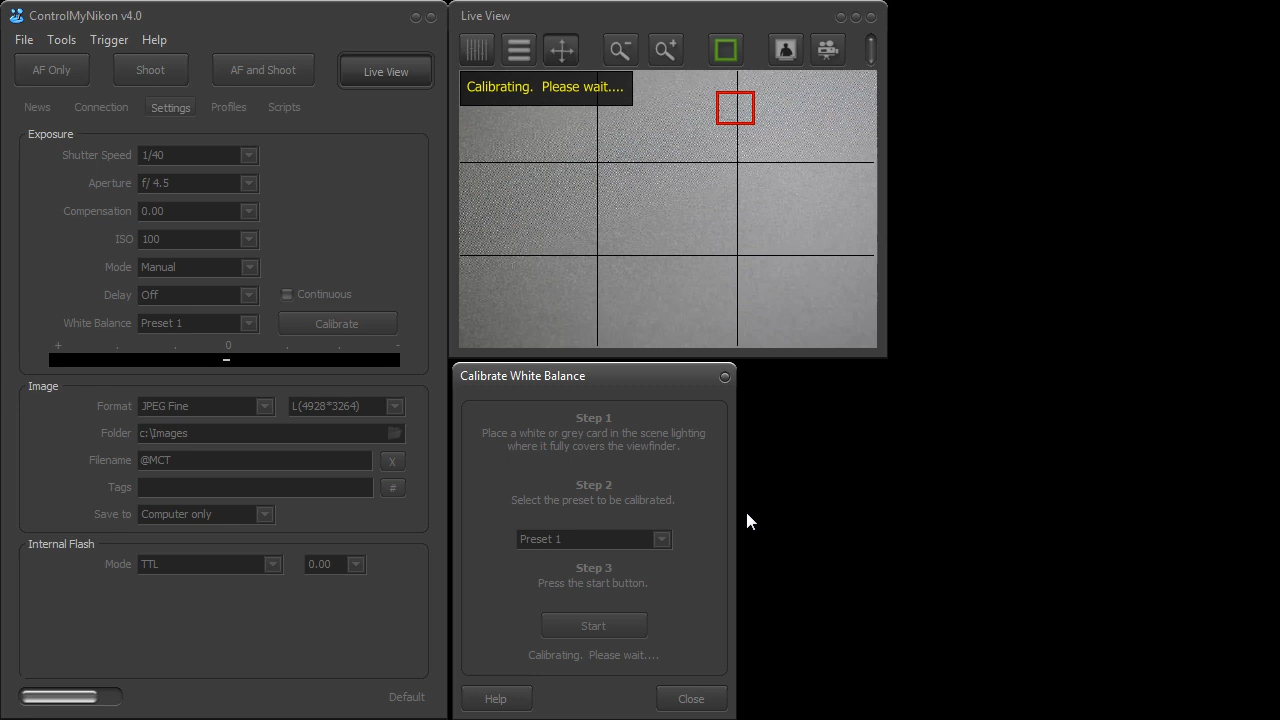 ControlMyNikon v4.0
File Tools Trigger Help
AF Only Shoot AF and Shoot Live View
News Connection Settings Profiles Scripts
Exposure
Shutter Speed 1/40
Aperture f/ 4.5
Compensation 0.00
ISO 100
Mode Manual
Delay Off Continuous
White Balance Preset 1 Calibrate
+ . . 0 . . -
Image
Format JPEG Fine L(4928*3264)
Folder c:\Images
Filename @MCT X
Tags #
Save to Computer only
Internal Flash
Mode TTL 0.00
Default
Live View
Calibrating. Please wait....
Calibrate White Balance
Step 1
Place a white or grey card in the scene lighting
where it fully covers the viewfinder.
Step 2
Select the preset to be calibrated.
Preset 1
Step 3
Press the start button.
Start
Calibrating. Please wait....
Help Close